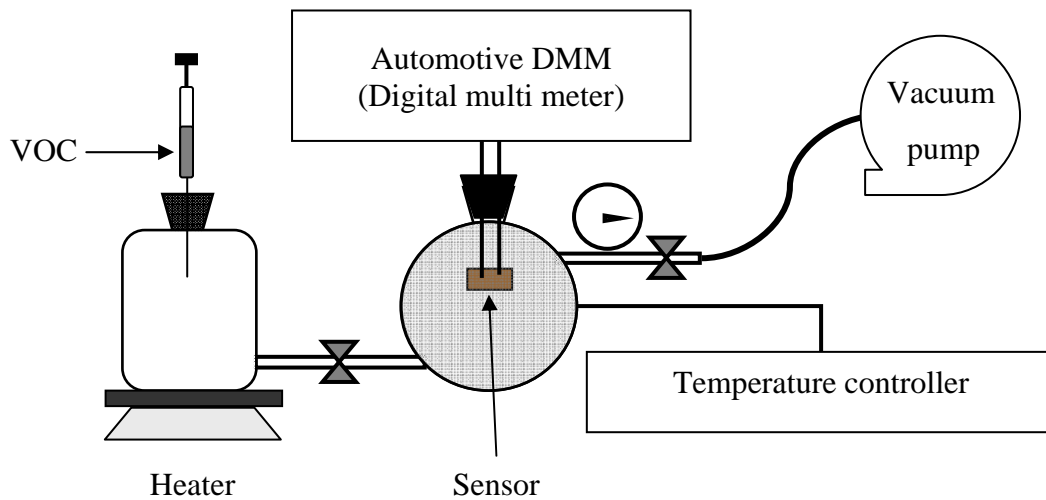 Automotive DMM
(Digital multi meter)
Vacuum
pump
VOC
Temperature controller
Heater
Sensor